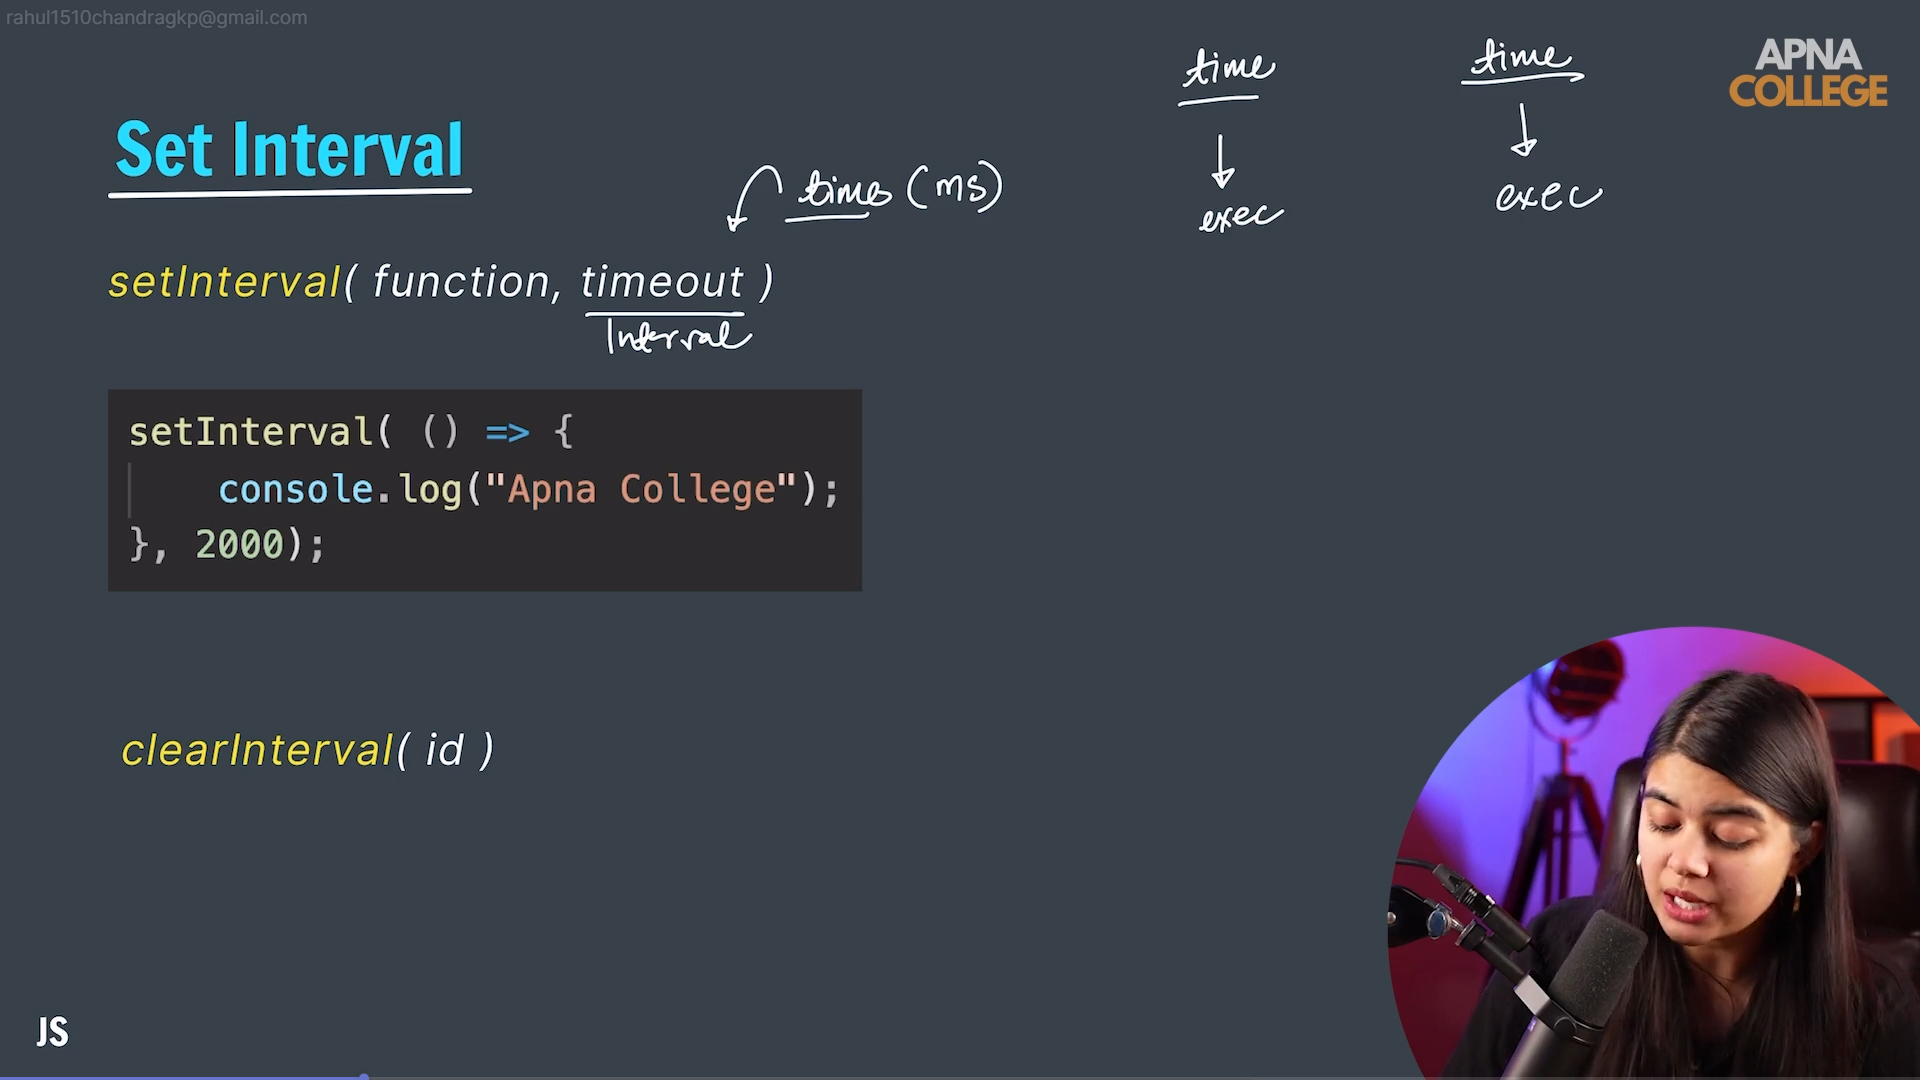 rahul1510chandragkp@gmail.com
time
time
APNA
COLLEGE
Set Interval
time (ms)
exec
exec
setInterval( function, timeout )
Interval
setInterval( () => {
console.log("Apna College");
}, 2000);
clearInterval( id )
JS